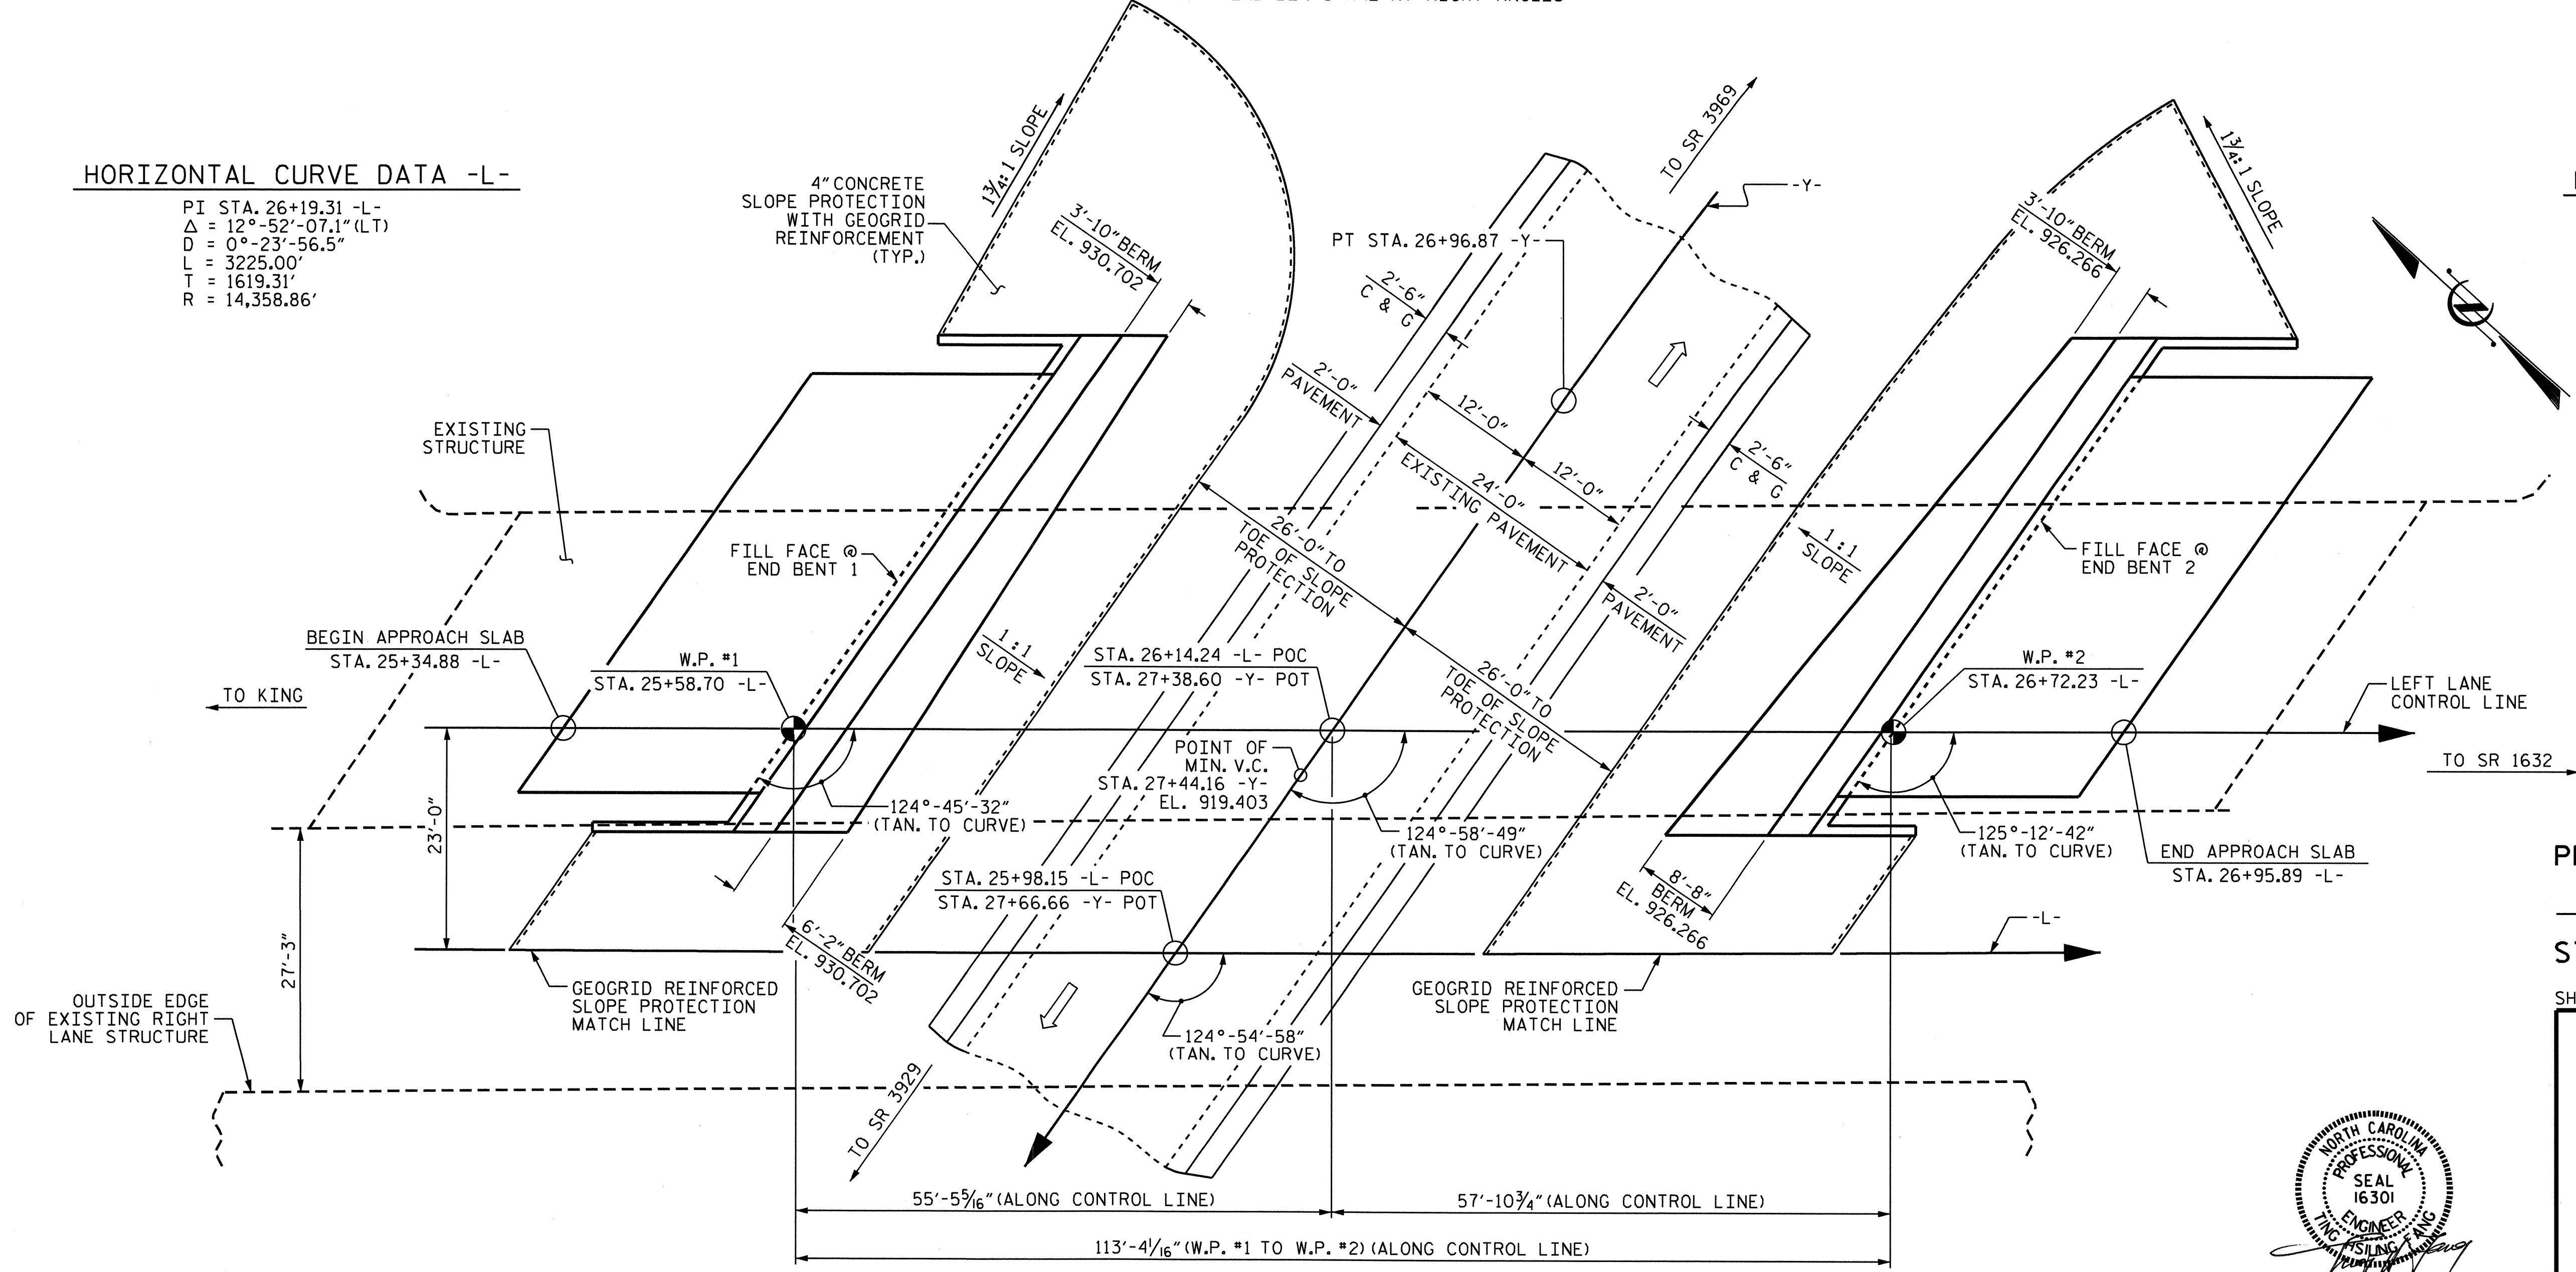 HORIZONTAL CURVE DATA -L-
PI STA. 26+19.31 -L-
Δ = 12°-52'-07.1" (LT)
D = 0°-23'-56.5"
L = 3225.00'
T = 1619.31'
R = 14,358.86'
4" CONCRETE
SLOPE PROTECTION
WITH GEOGRID
REINFORCEMENT
(TYP.)
1¾:1 SLOPE
3'-10" BERM
EL. 930.702
TO SR 3969
-Y-
PT STA. 26+96.87 -Y-
2'-6"
C & G
2'-0"
PAVEMENT
12'-0"
12'-0"
24'-0"
EXISTING PAVEMENT
2'-6"
C & G
3'-10" BERM
EL. 926.266
1¾:1 SLOPE
EXISTING
STRUCTURE
FILL FACE @
END BENT 1
26'-0" TO
TOE OF SLOPE
PROTECTION
1:1
SLOPE
FILL FACE @
END BENT 2
2'-0"
PAVEMENT
BEGIN APPROACH SLAB
STA. 25+34.88 -L-
W.P. #1
STA. 25+58.70 -L-
1:1
SLOPE
STA. 26+14.24 -L- POC
STA. 27+38.60 -Y- POT
26'-0" TO
TOE OF SLOPE
PROTECTION
W.P. #2
STA. 26+72.23 -L-
LEFT LANE
CONTROL LINE
TO KING
TO SR 1632
POINT OF
MIN. V.C.
STA. 27+44.16 -Y-
EL. 919.403
23'-0"
124°-45'-32"
(TAN. TO CURVE)
124°-58'-49"
(TAN. TO CURVE)
125°-12'-42"
(TAN. TO CURVE)
END APPROACH SLAB
STA. 26+95.89 -L-
STA. 25+98.15 -L- POC
STA. 27+66.66 -Y- POT
8'-8"
BERM
EL. 926.266
-L-
6'-2" BERM
EL. 930.702
27'-3"
GEOGRID REINFORCED
SLOPE PROTECTION
MATCH LINE
GEOGRID REINFORCED
SLOPE PROTECTION
MATCH LINE
OUTSIDE EDGE
OF EXISTING RIGHT
LANE STRUCTURE
124°-54'-58"
(TAN. TO CURVE)
TO SR 3929
55'-5 5/16" (ALONG CONTROL LINE)
57'-10¾" (ALONG CONTROL LINE)
113'-4 1/16" (W.P. #1 TO W.P. #2) (ALONG CONTROL LINE)
NORTH CAROLINA
PROFESSIONAL
SEAL
16301
ENGINEER